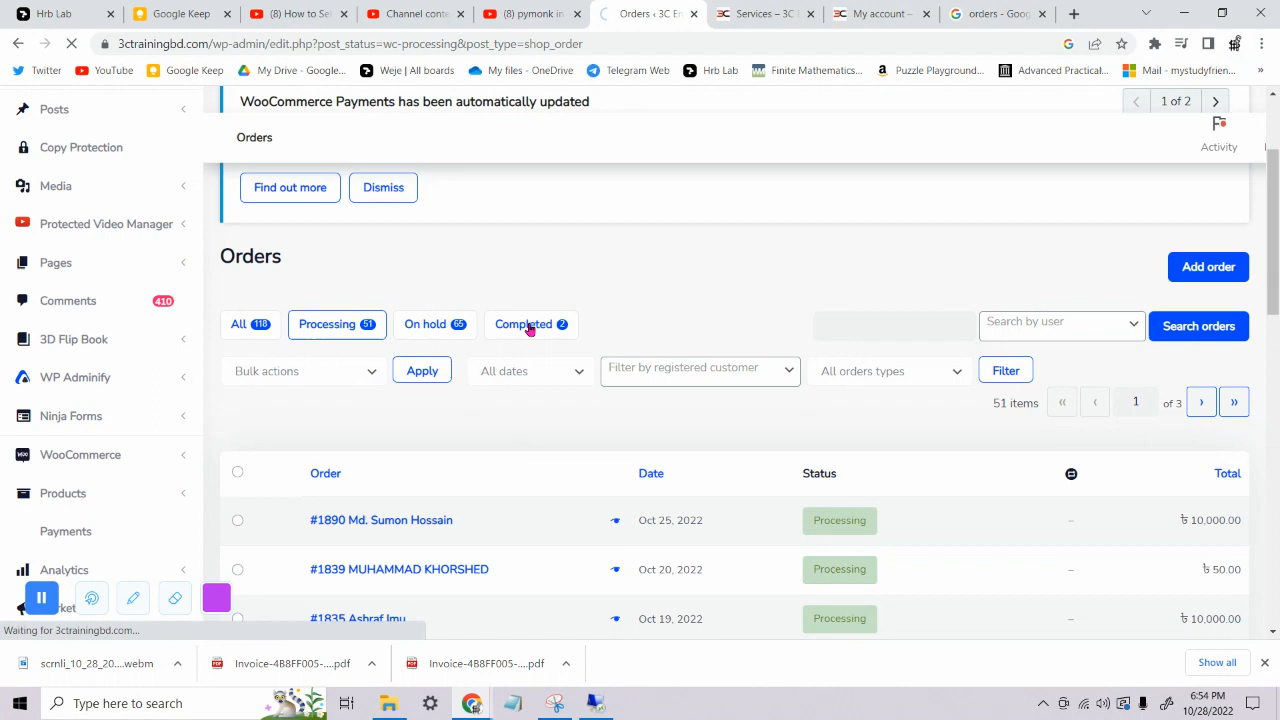 Hrb Lab
Google Keep
(80) How to Sel
Channel conte
(8) pymonk in
Orders ‹ 3C En
Services – 3C
My account –
orders - Goog
3ctrainingbd.com/wp-admin/edit.php?post_status=wc-processing&post_type=shop_order
Twitter
YouTube
Google Keep
My Drive - Google...
Weje | All boards
My files - OneDrive
Telegram Web
Hrb Lab
Finite Mathematics...
Puzzle Playground...
Advanced Practical...
Mail - mystudyfrien...
»
Posts
WooCommerce Payments has been automatically updated
1 of 2
Orders
Activity
Copy Protection
Media
Find out more
Dismiss
Protected Video Manager
Pages
Orders
Add order
Comments
410
All 118
Processing 51
On hold 65
Completed 2
Search by user
Search orders
3D Flip Book
WP Adminify
Bulk actions
Apply
All dates
Filter by registered customer
All orders types
Filter
51 items
«
‹
1
of 3
›
»
Ninja Forms
WooCommerce
Order
Date
Status
Total
Products
#1890 Md. Sumon Hossain
Oct 25, 2022
Processing
–
৳ 10,000.00
Payments
#1839 MUHAMMAD KHORSHED
Oct 20, 2022
Processing
–
৳ 50.00
Analytics
#1835 Ashraf Imu
Oct 19, 2022
Processing
–
৳ 10,000.00
Waiting for 3ctrainingbd.com...
scrnli_10_28_20....webm
Invoice-4B8FF005-....pdf
Invoice-4B8FF005-....pdf
Show all
Type here to search
6:54 PM
10/28/2022